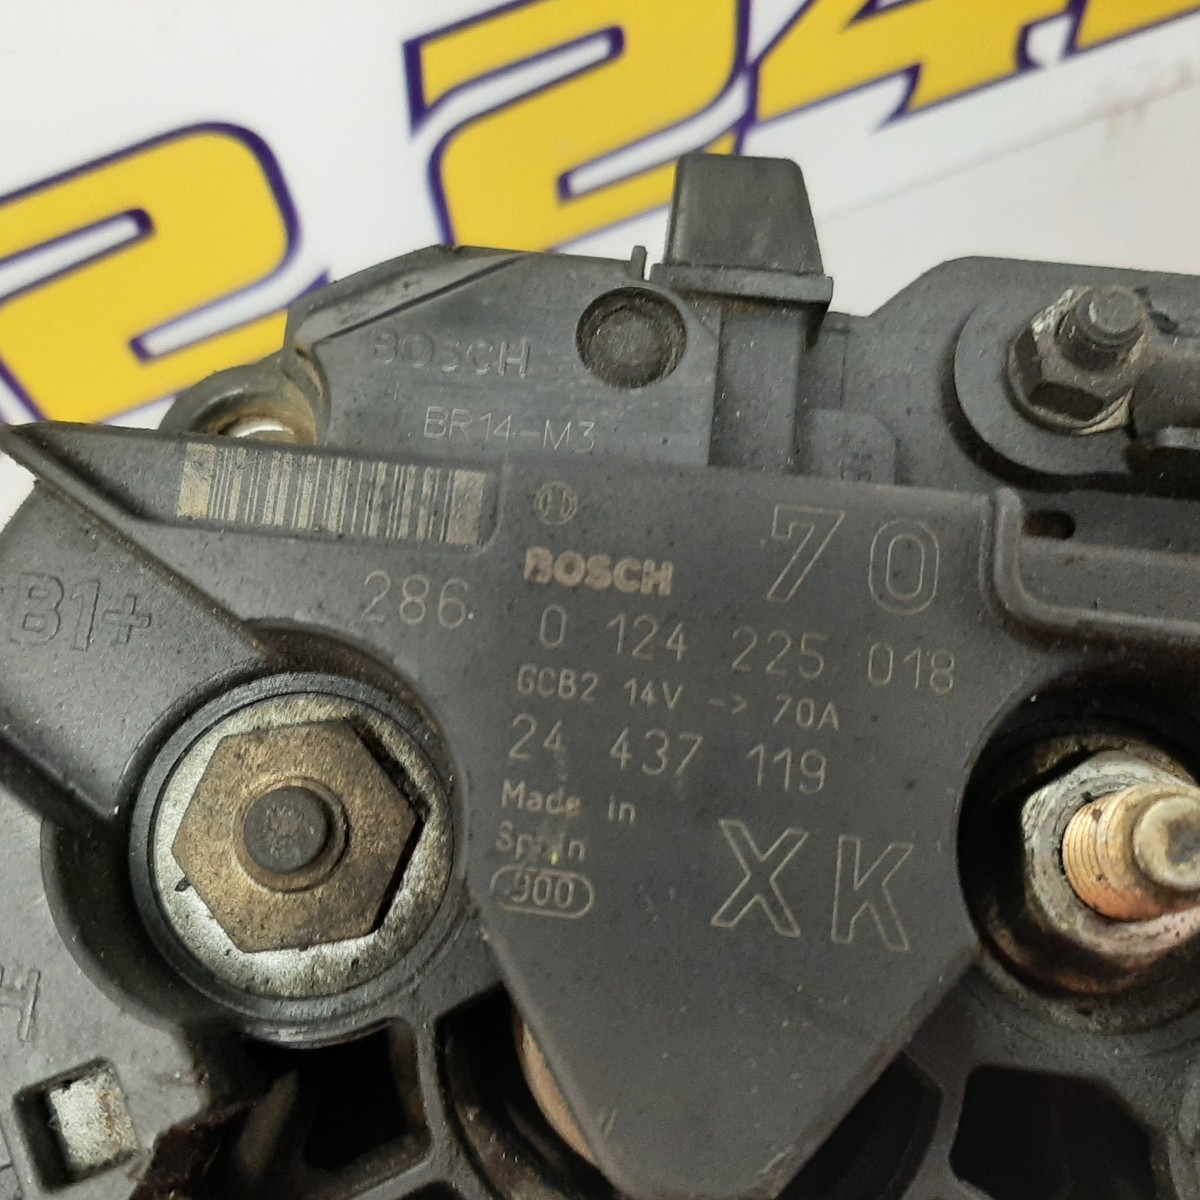 BOSCH
BR14-M3
BOSCH
70
B1+
286
0 124 225 018
GCB2 14V -> 70A
24 437 119
Made in
Spain
900
XK
H